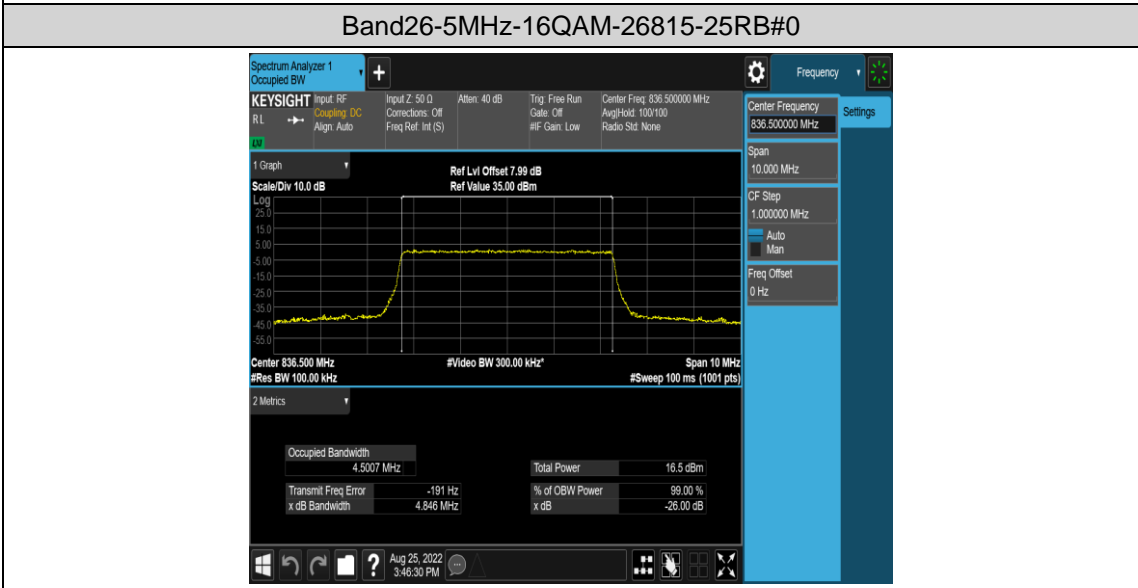 Band26-5MHz-16QAM-26815-25RB#0
Spectrum Analyzer 1
Occupied BW
+
Frequency
KEYSIGHT
RL
LXI
Input: RF
Coupling: DC
Align: Auto
Input Z: 50 Ω
Corrections: Off
Freq Ref: Int (S)
Atten: 40 dB
Trig: Free Run
Gate: Off
#IF Gain: Low
Center Freq: 836.500000 MHz
Avg|Hold: 100/100
Radio Std: None
Center Frequency
836.500000 MHz
Settings
Span
10.000 MHz
CF Step
1.000000 MHz
Auto
Man
Freq Offset
0 Hz
1 Graph
Scale/Div 10.0 dB
Ref Lvl Offset 7.99 dB
Ref Value 35.00 dBm
Log
25.0
15.0
5.00
-5.00
-15.0
-25.0
-35.0
-45.0
-55.0
Center 836.500 MHz
#Video BW 300.00 kHz*
Span 10 MHz
#Res BW 100.00 kHz
#Sweep 100 ms (1001 pts)
2 Metrics
Occupied Bandwidth
4.5007 MHz
Total Power 16.5 dBm
Transmit Freq Error -191 Hz
% of OBW Power 99.00 %
x dB Bandwidth 4.846 MHz
x dB -26.00 dB
?
Aug 25, 2022
3:46:30 PM